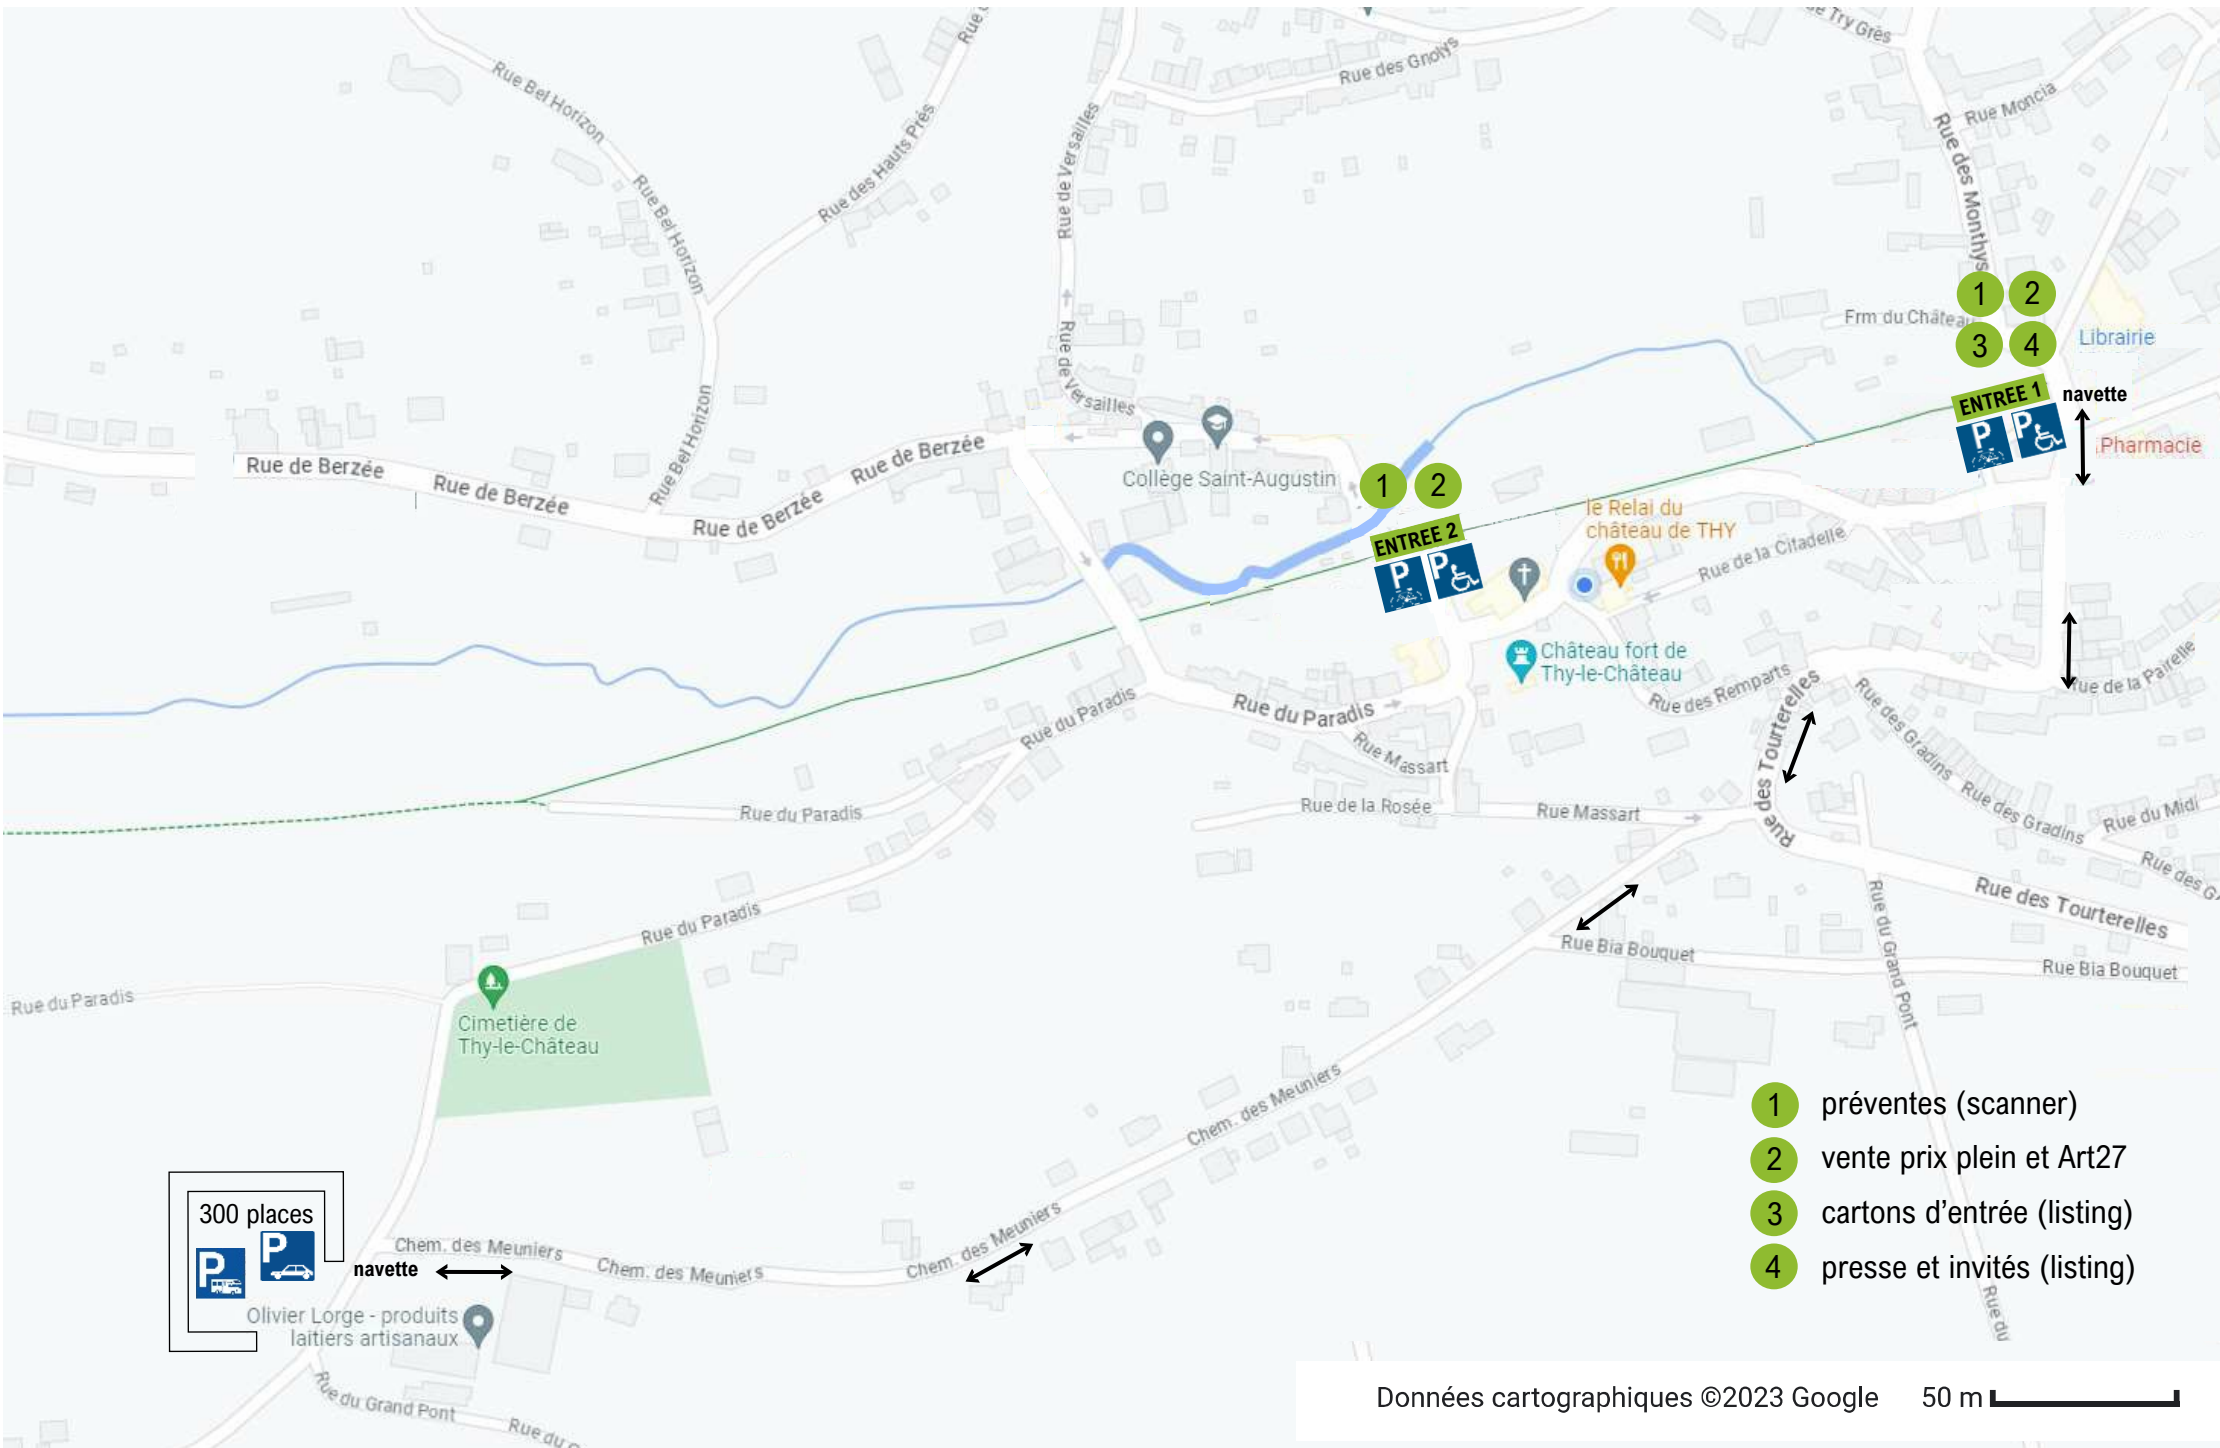 Rue des Gnolys
Try Grès
Rue Bel Horizon
Rue des Hauts Prés
Rue de Versailles
Rue Moncia
Rue des Monthys
Rue Bel Horizon
1
2
Frm du Château
3
4
Librairie
ENTREE 1
navette
P
P
Pharmacie
Rue de Versailles
Rue Bel Horizon
Rue de Berzée
Rue de Berzée
Rue de Berzée
Rue de Berzée
Collège Saint-Augustin
1
2
ENTREE 2
P
P
le Relai du
château de THY
Rue de la Citadelle
Château fort de
Thy-le-Château
Rue des Remparts
Rue de la Pairelle
Rue du Paradis
Rue du Paradis
Rue Massart
Rue des Tourterelles
Rue des Gradins
Rue des Gradins
Rue du Midi
Rue des G
Rue du Paradis
Rue de la Rosée
Rue Massart
Rue des Tourterelles
Rue du Paradis
Rue Bia Bouquet
Rue du Grand Pont
Rue Bia Bouquet
Rue du Paradis
Cimetière de
Thy-le-Château
Chem. des Meuniers
1 préventes (scanner)
2 vente prix plein et Art27
3 cartons d'entrée (listing)
4 presse et invités (listing)
300 places
P
P
navette
Chem. des Meuniers
Chem. des Meuniers
Chem. des Meuniers
Olivier Lorge - produits
laitiers artisanaux
Rue du
Rue du Grand Pont
Rue du
Données cartographiques ©2023 Google
50 m